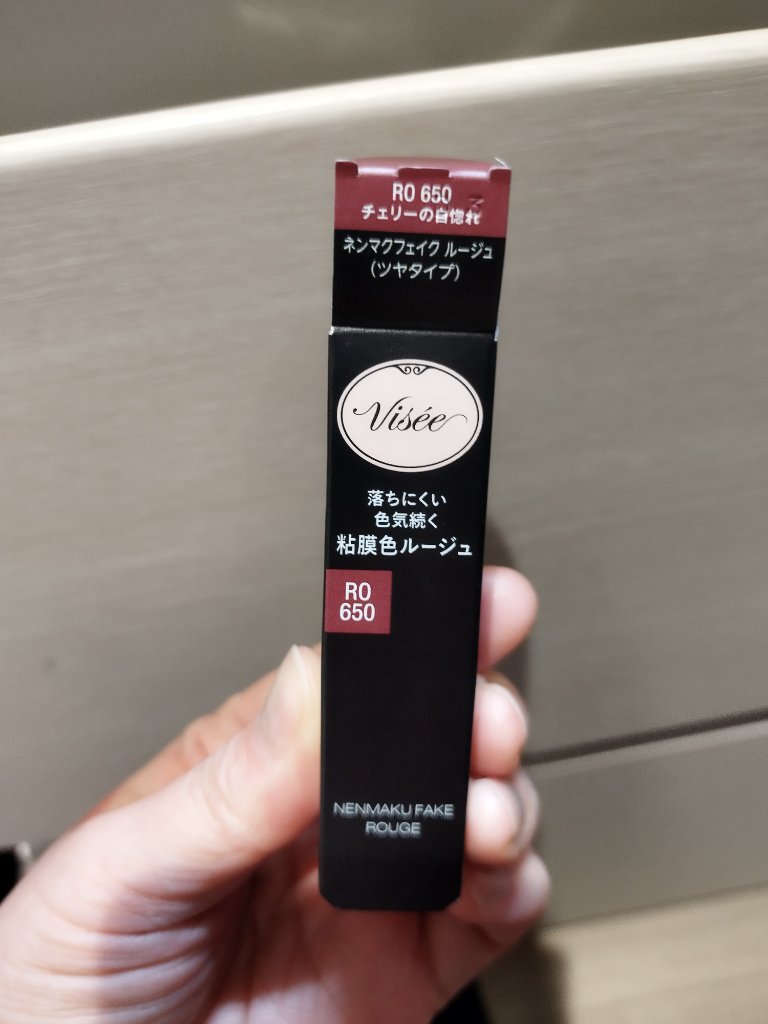 RO 650
チェリーの自惚れ
ネンマクフェイク ルージュ
(ツヤタイプ)
Visée
落ちにくい
色気続く
粘膜色ルージュ
RO
650
NENMAKU FAKE
ROUGE